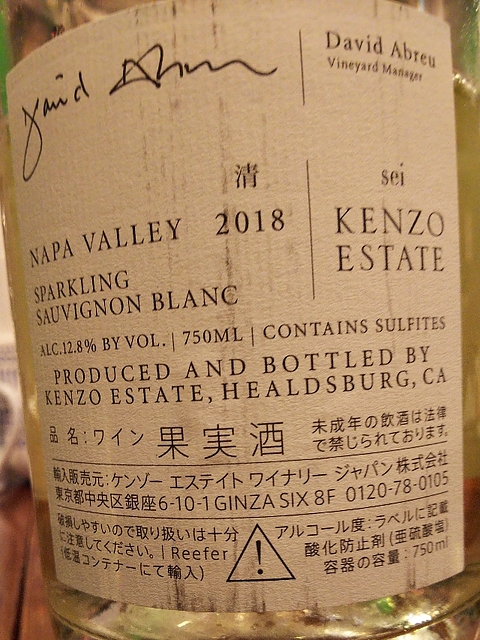 David Abreu
David Abreu
Vineyard Manager
清
sei
NAPA VALLEY 2018
KENZO
ESTATE
SPARKLING
SAUVIGNON BLANC
ALC.12.8% BY VOL. | 750ML | CONTAINS SULFITES
PRODUCED AND BOTTLED BY
KENZO ESTATE, HEALDSBURG, CA
品名:ワイン 果実酒
未成年の飲酒は法律
で禁じられております。
輸入販売元:ケンゾー エステイト ワイナリー ジャパン 株式会社
東京都中央区銀座6-10-1 GINZA SIX 8F 0120-78-0105
破損しやすいので取り扱いは十分
に注意してください。| Reefer
(低温コンテナーにて輸入)
アルコール度:ラベルに記載
酸化防止剤(亜硫酸塩)
容器の容量:750ml